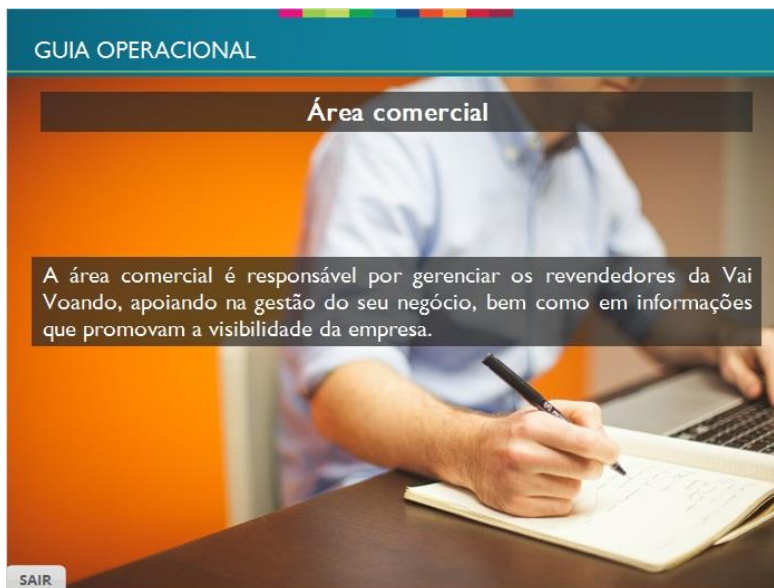 GUIA OPERACIONAL
Área comercial
A área comercial é responsável por gerenciar os revendedores da Vai
Voando, apoiando na gestão do seu negócio, bem como em informações
que promovam a visibilidade da empresa.
SAIR